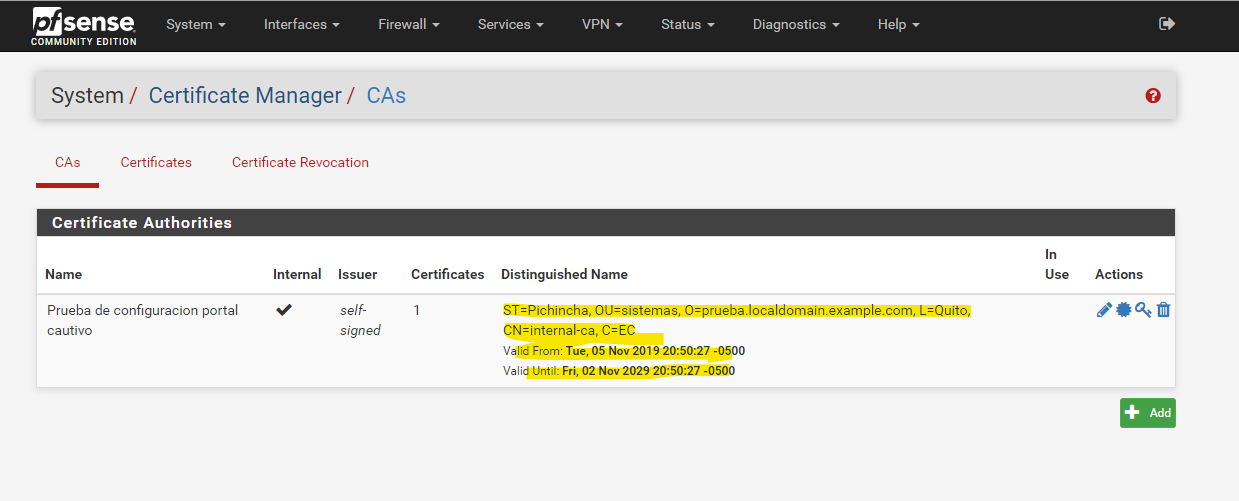 pfsense
COMMUNITY EDITION
System Interfaces Firewall Services VPN Status Diagnostics Help
System / Certificate Manager / CAs
CAs Certificates Certificate Revocation
Certificate Authorities
Name Internal Issuer Certificates Distinguished Name In Use Actions
Prueba de configuracion portal
cautivo
self-
signed
1
ST=Pichincha, OU=sistemas, O=prueba.localdomain.example.com, L=Quito,
CN=internal-ca, C=EC
Valid From: Tue, 05 Nov 2019 20:50:27 -0500
Valid Until: Fri, 02 Nov 2029 20:50:27 -0500
Add